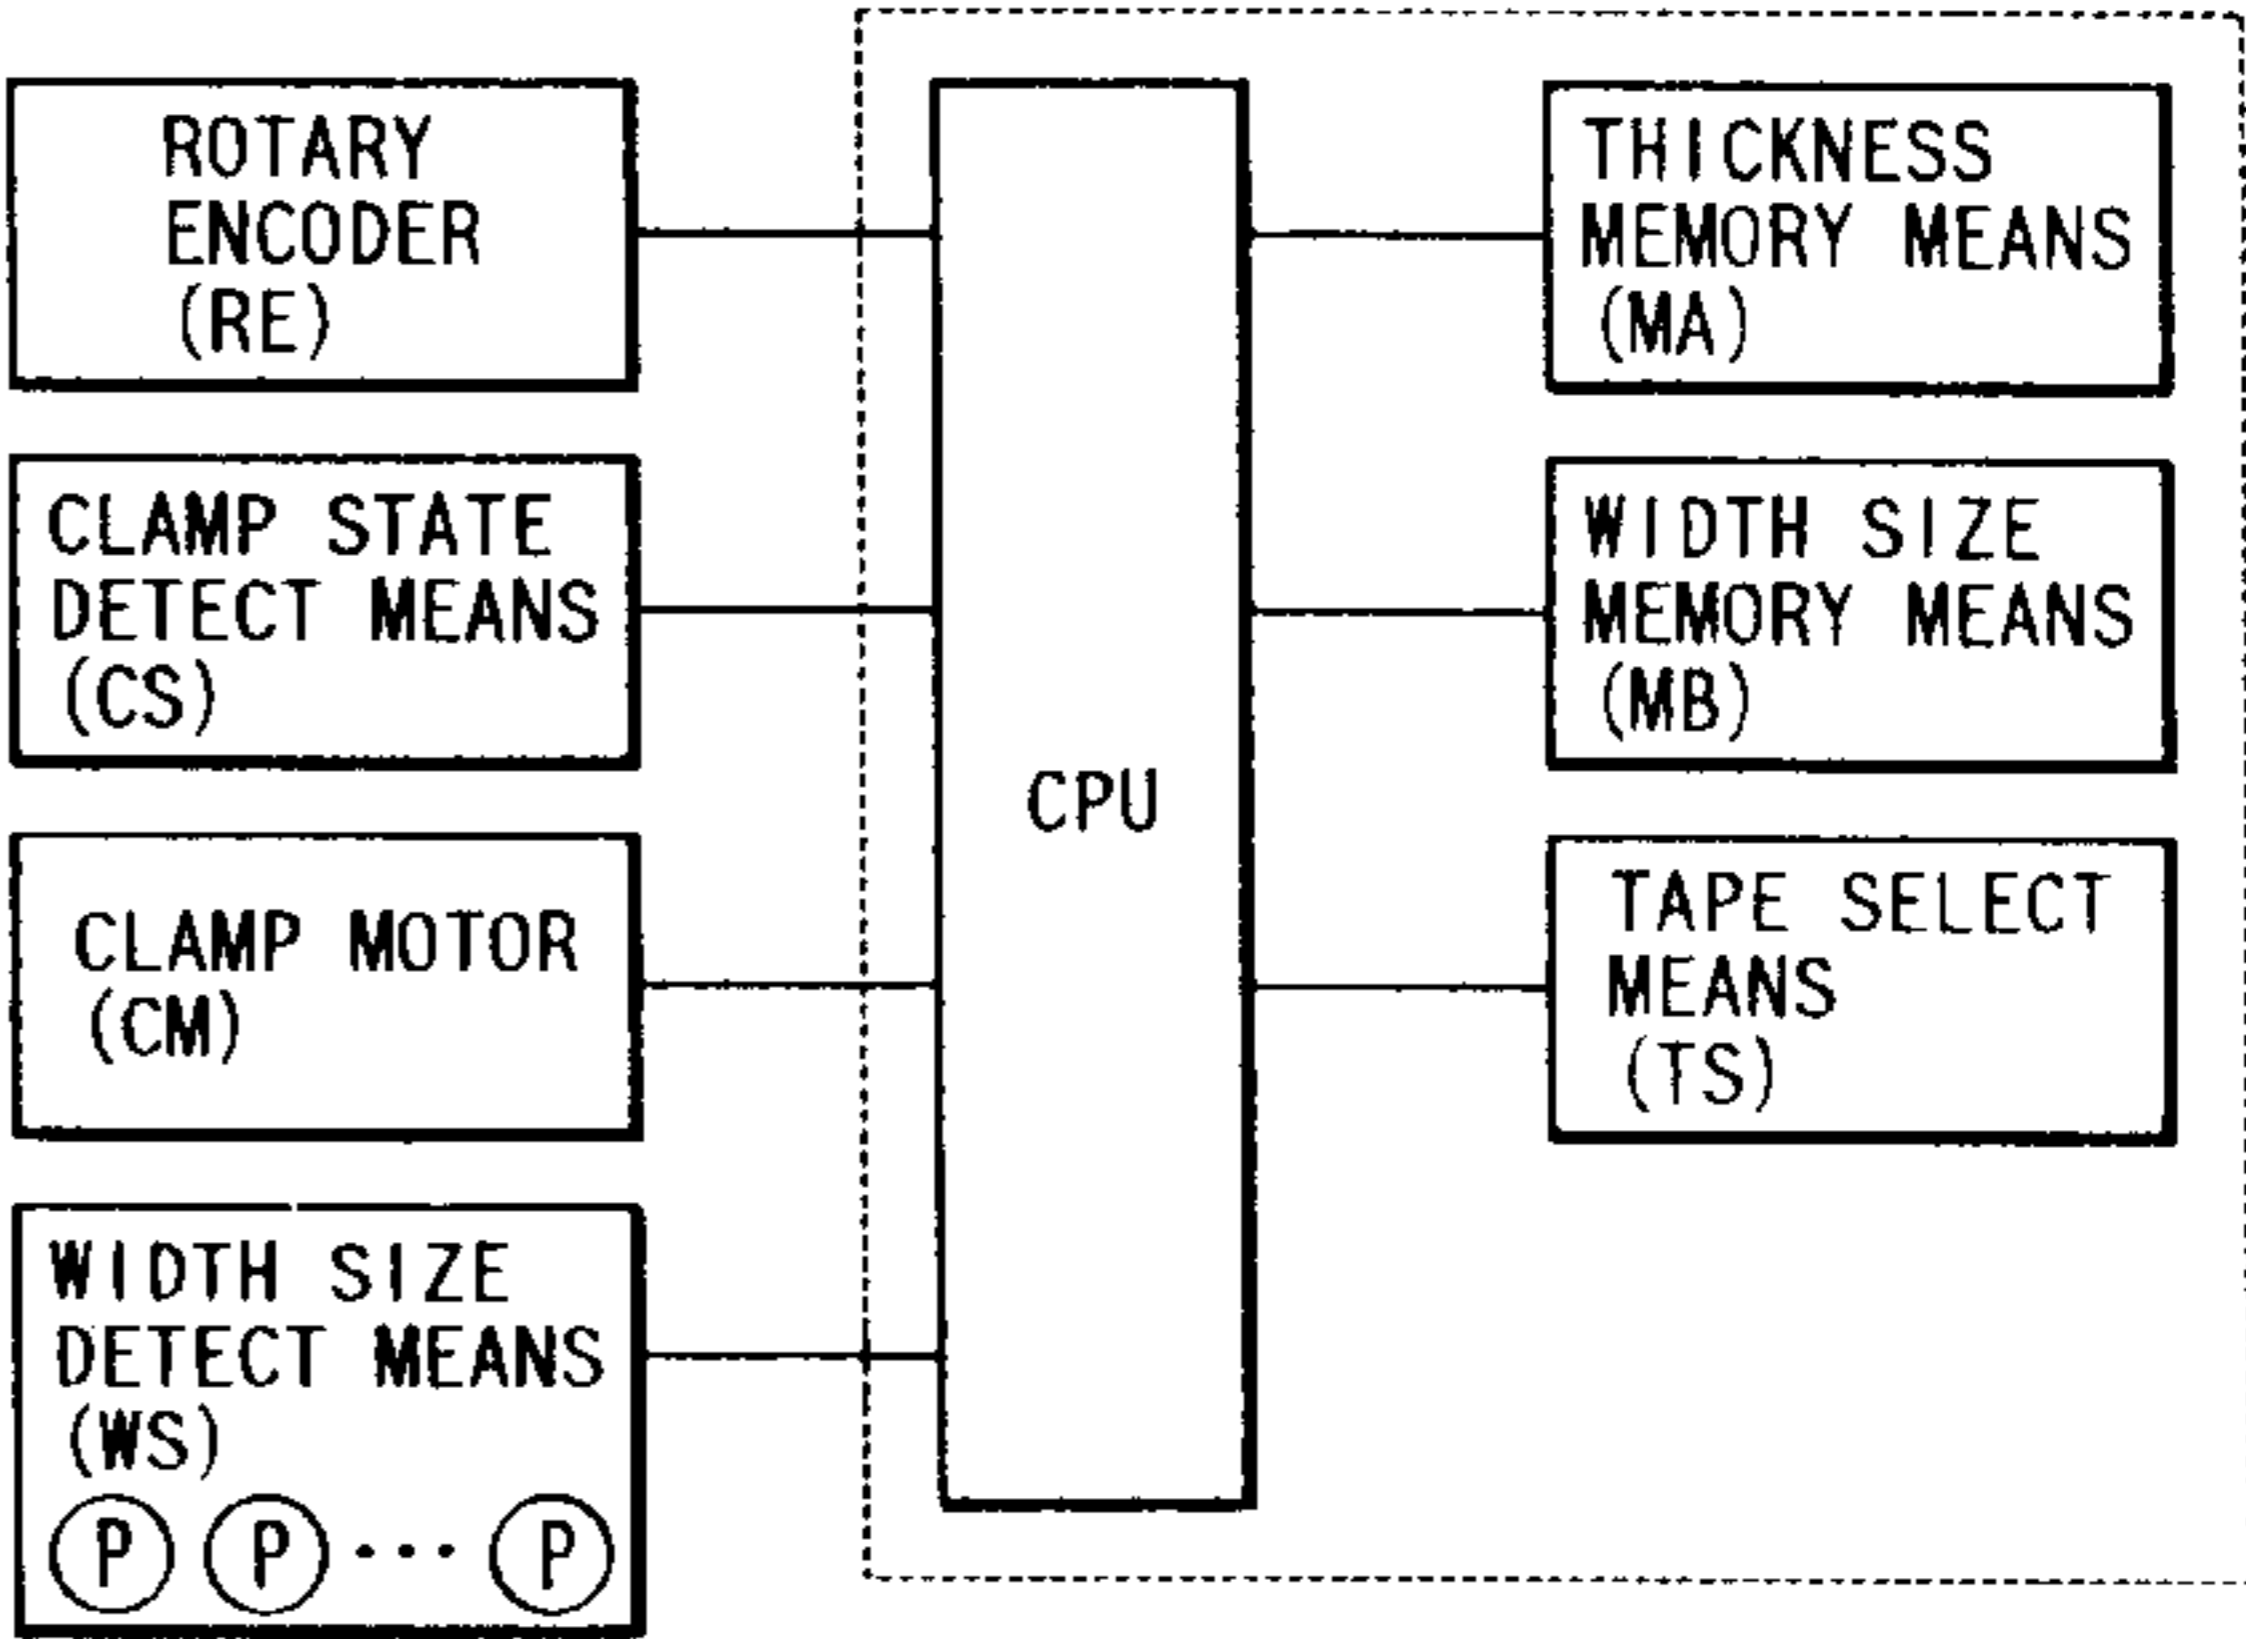 ROTARY
ENCODER
(RE)
CLAMP STATE
DETECT MEANS
(CS)
CLAMP MOTOR
(CM)
WIDTH SIZE
DETECT MEANS
(WS)
P P ··· P
CPU
THICKNESS
MEMORY MEANS
(MA)
WIDTH SIZE
MEMORY MEANS
(MB)
TAPE SELECT
MEANS
(TS)